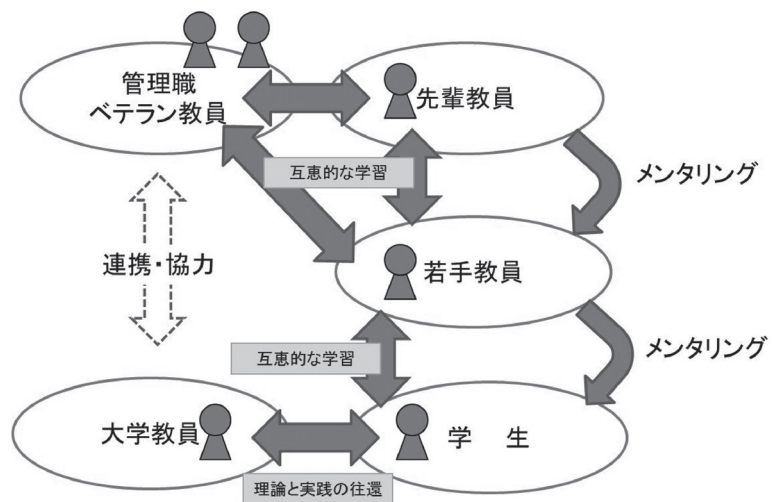 管理職
ベテラン教員
先輩教員
互恵的な学習
メンタリング
連携・協力
若手教員
互恵的な学習
メンタリング
大学教員
学　生
理論と実践の往還